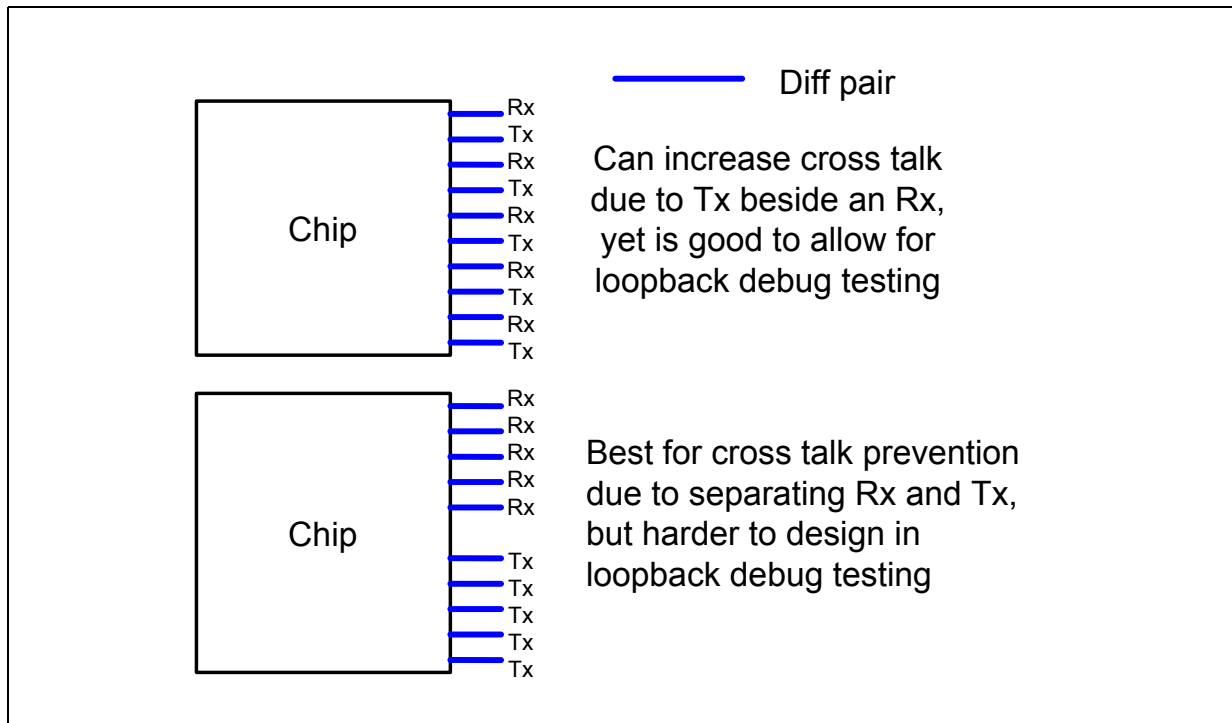 Diff pair
Rx
Tx
Rx
Tx
Rx
Tx
Rx
Tx
Rx
Tx
Chip
Can increase cross talk
due to Tx beside an Rx,
yet is good to allow for
loopback debug testing
Rx
Rx
Rx
Rx
Rx
Tx
Tx
Tx
Tx
Tx
Chip
Best for cross talk prevention
due to separating Rx and Tx,
but harder to design in
loopback debug testing